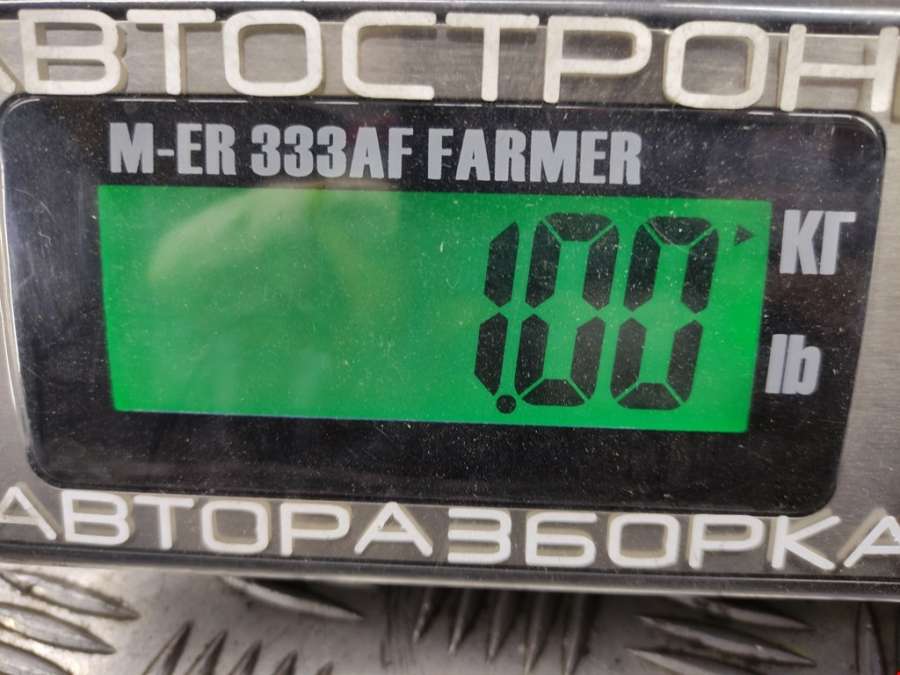 АВТОСТРОН
M-ER 333AF FARMER
1.00
КГ
lb
АВТОРАЗБОРКА